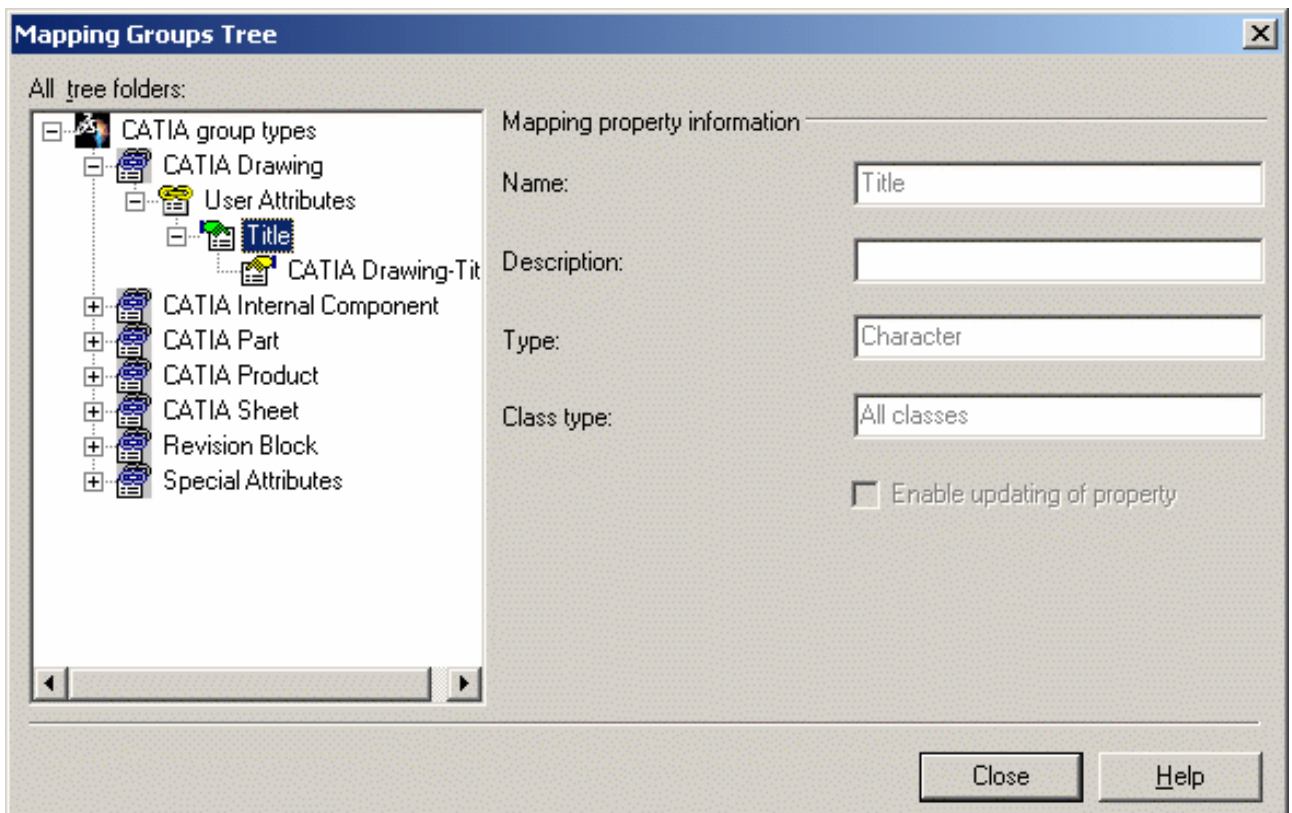 Mapping Groups Tree
All tree folders:
CATIA group types
CATIA Drawing
User Attributes
Title
CATIA Drawing-Tit
CATIA Internal Component
CATIA Part
CATIA Product
CATIA Sheet
Revision Block
Special Attributes
Mapping property information
Name:
Title
Description:
Type:
Character
Class type:
All classes
Enable updating of property
Close
Help